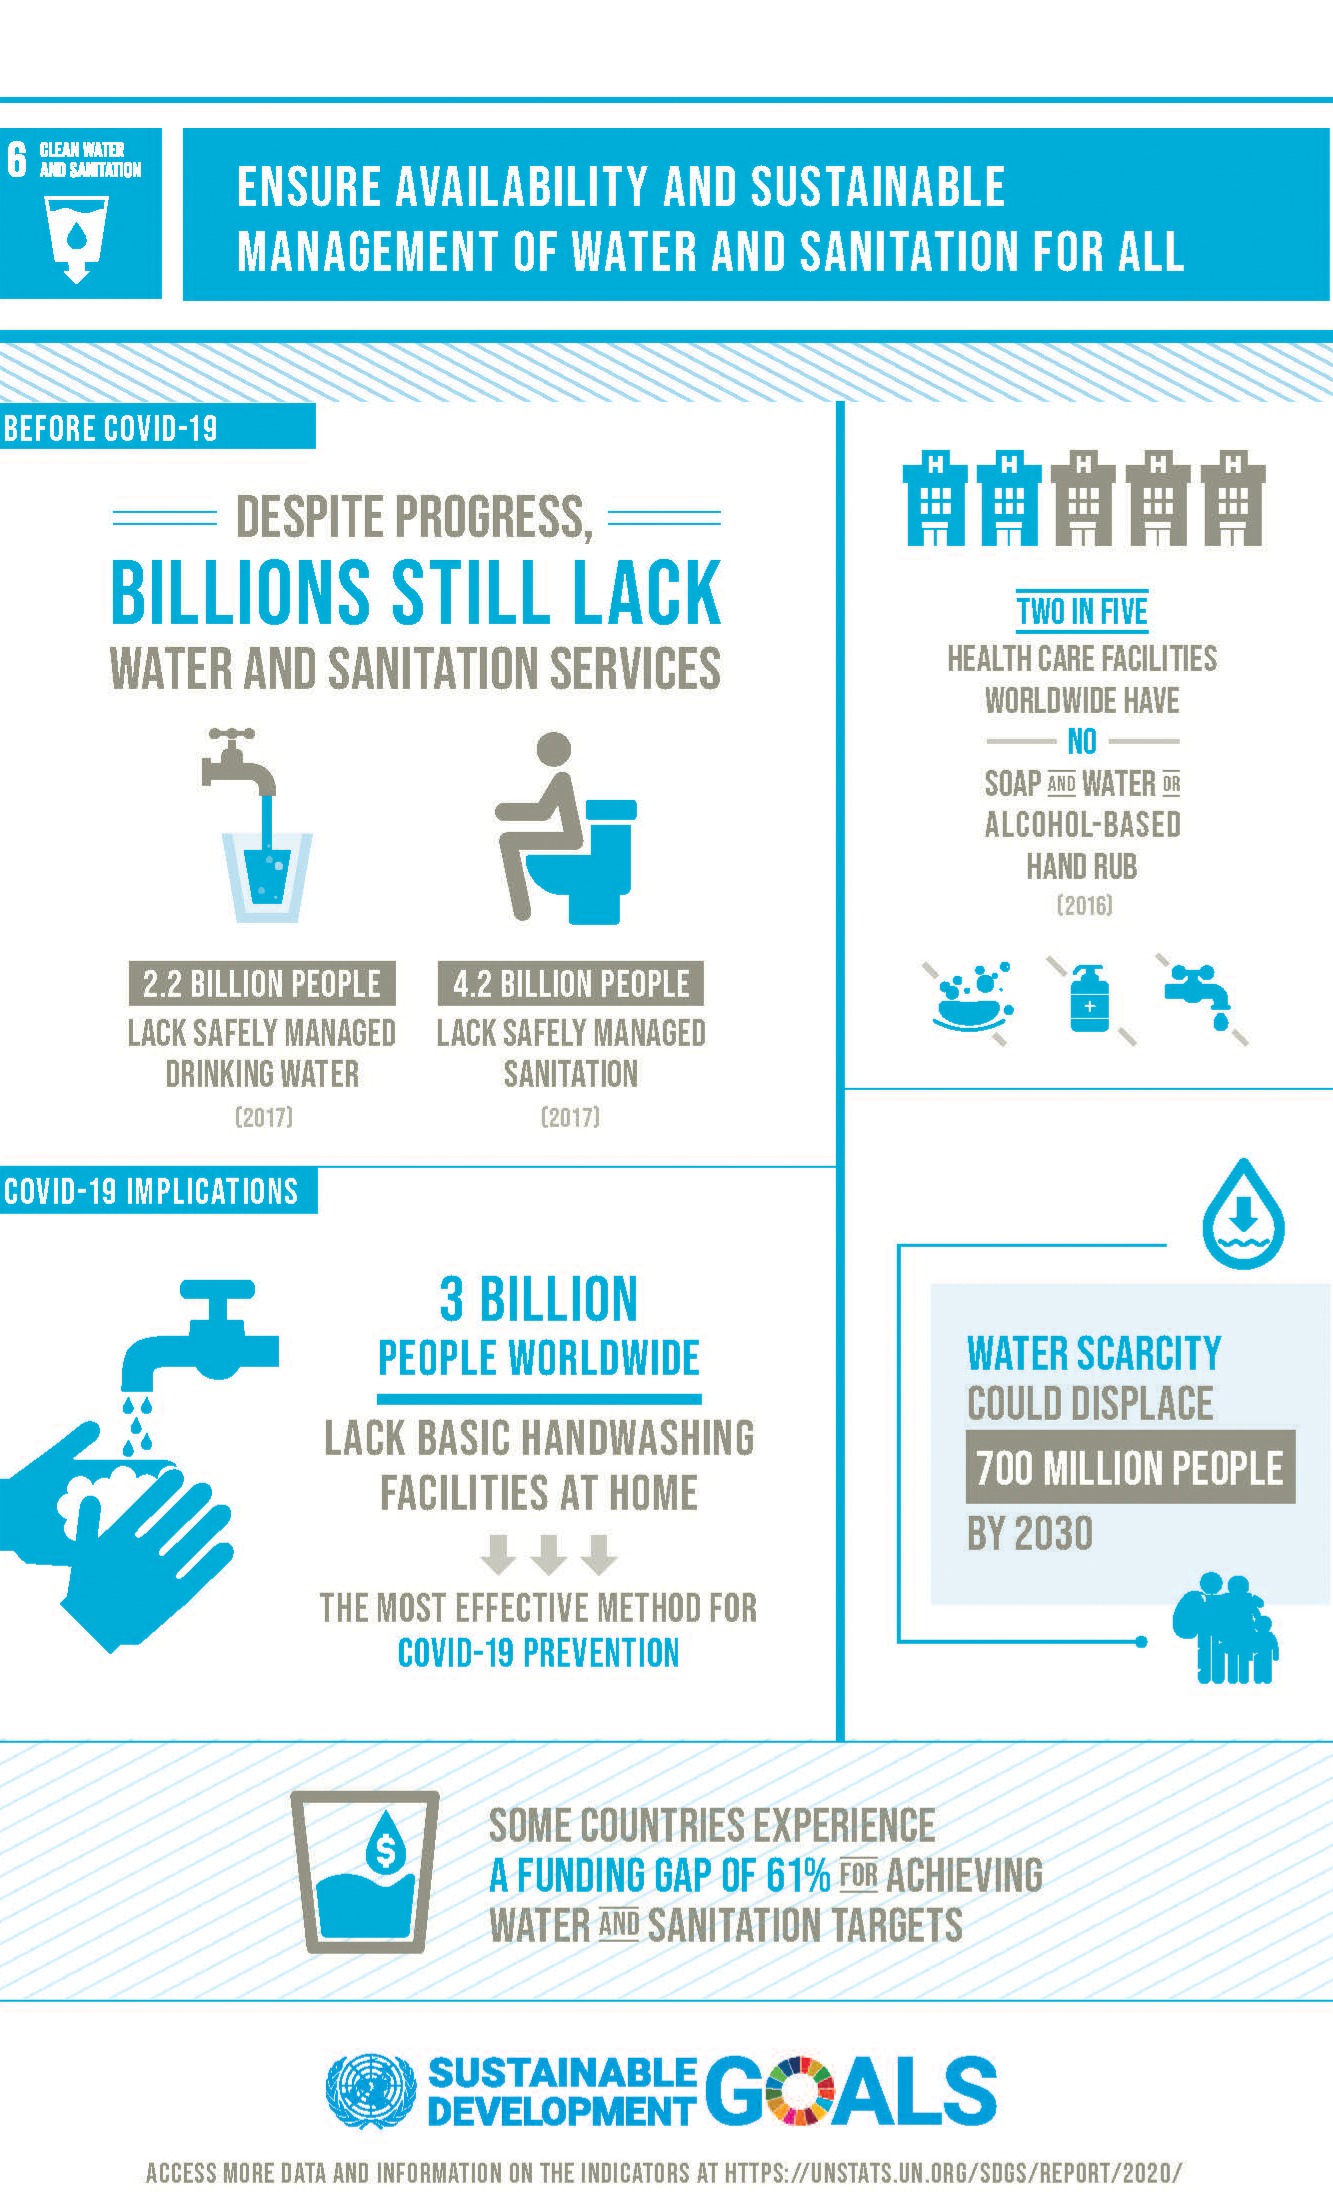 6 CLEAN WATER
AND SANITATION
ENSURE AVAILABILITY AND SUSTAINABLE
MANAGEMENT OF WATER AND SANITATION FOR ALL
BEFORE COVID-19
DESPITE PROGRESS,
BILLIONS STILL LACK
WATER AND SANITATION SERVICES
2.2 BILLION PEOPLE
LACK SAFELY MANAGED
DRINKING WATER
(2017)
4.2 BILLION PEOPLE
LACK SAFELY MANAGED
SANITATION
(2017)
H H H H H
TWO IN FIVE
HEALTH CARE FACILITIES
WORLDWIDE HAVE
NO
SOAP AND WATER OR
ALCOHOL-BASED
HAND RUB
(2016)
COVID-19 IMPLICATIONS
3 BILLION
PEOPLE WORLDWIDE
LACK BASIC HANDWASHING
FACILITIES AT HOME
THE MOST EFFECTIVE METHOD FOR
COVID-19 PREVENTION
WATER SCARCITY
COULD DISPLACE
700 MILLION PEOPLE
BY 2030
$
SOME COUNTRIES EXPERIENCE
A FUNDING GAP OF 61% FOR ACHIEVING
WATER AND SANITATION TARGETS
SUSTAINABLE
DEVELOPMENT
GOALS
ACCESS MORE DATA AND INFORMATION ON THE INDICATORS AT HTTPS://UNSTATS.UN.ORG/SDGS/REPORT/2020/